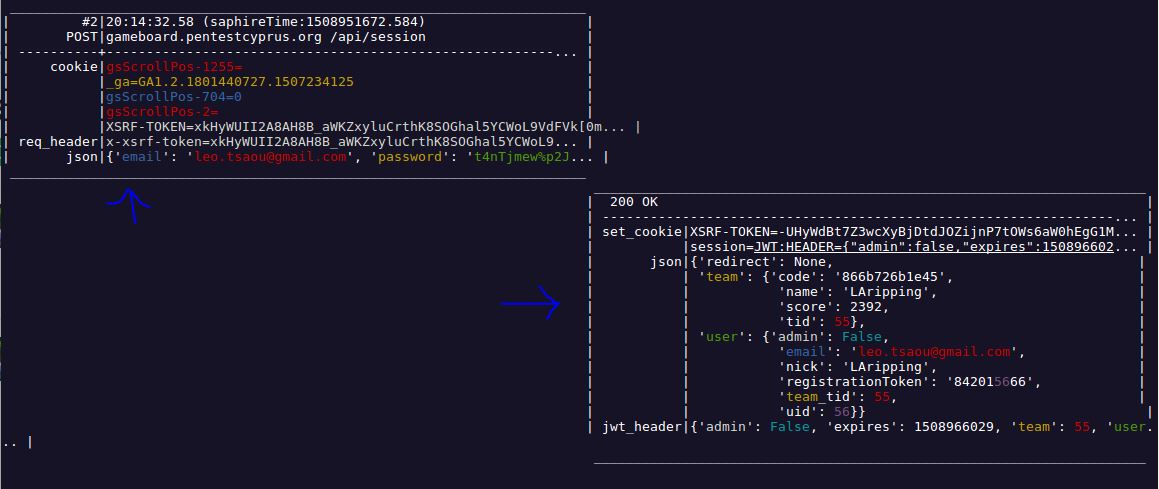 #2|20:14:32.58 (saphireTime:1508951672.584) |
| POST|gameboard.pentestcyprus.org /api/session |
| ----------+--------------------------------------------------------... |
| cookie|gsScrollPos-1255= |
| |_ga=GA1.2.1801440727.1507234125 |
| |gsScrollPos-704=0 |
| |gsScrollPos-2= |
| |XSRF-TOKEN=xkHyWUII2A8AH8B_aWKZxyluCrthK8SOGhal5YCWoL9VdFVk[0m... |
| req_header|x-xsrf-token=xkHyWUII2A8AH8B_aWKZxyluCrthK8SOGhal5YCWoL9... |
| json|{'email': 'leo.tsaou@gmail.com', 'password': 't4nTjmew%p2J... |
| 200 OK |
| ----------------------------------------------------------------... |
| set_cookie|XSRF-TOKEN=-UHyWdBt7Z3wcXyBjDtdJOZijnP7tOWs6aW0hEgG1M... |
| |session=JWT:HEADER={"admin":false,"expires":150896602... |
| json|{'redirect': None, |
| | 'team': {'code': '866b726b1e45', |
| | 'name': 'LAripping', |
| | 'score': 2392, |
| | 'tid': 55}, |
| | 'user': {'admin': False, |
| | 'email': 'leo.tsaou@gmail.com', |
| | 'nick': 'LAripping', |
| | 'registrationToken': '842015666', |
| | 'team_tid': 55, |
| | 'uid': 56}} |
| jwt_header|{'admin': False, 'expires': 1508966029, 'team': 55, 'user.
.. |